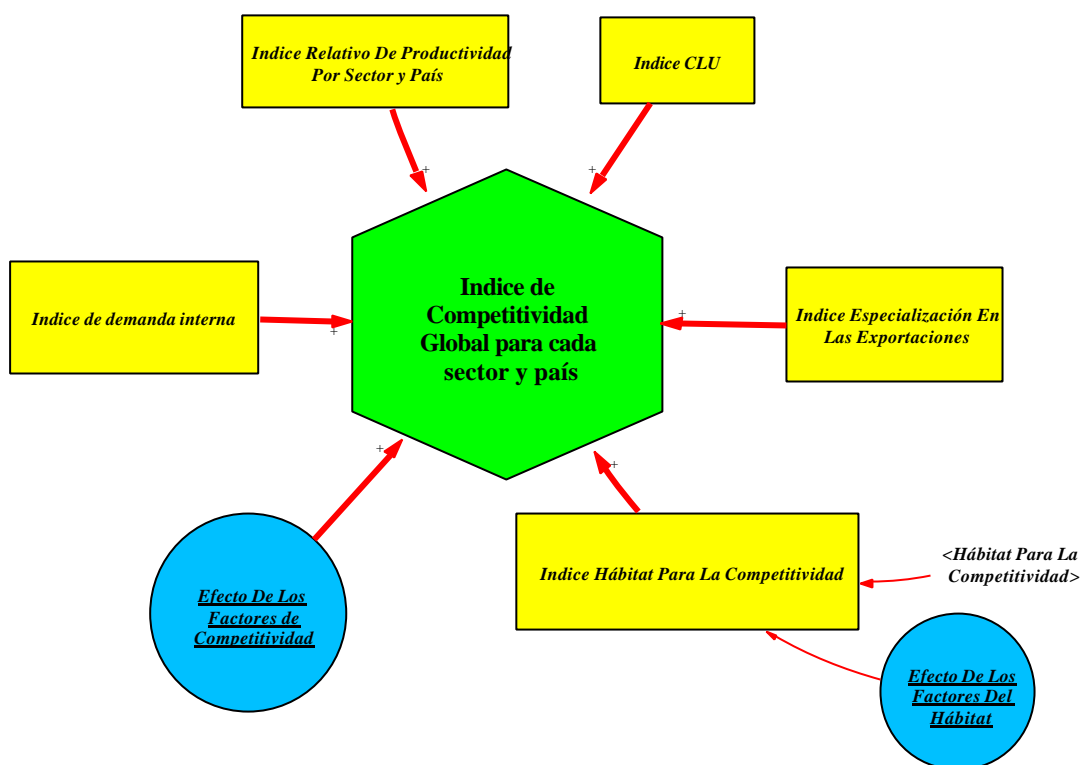 Indice Relativo De Productividad
Por Sector y País
Indice CLU
+
+
Indice de demanda interna
+
Indice de
Competitividad
Global para cada
sector y país
+
Indice Especialización En
Las Exportaciones
+
+
Efecto De Los
Factores de
Competitividad
Indice Hábitat Para La Competitividad
<Hábitat Para La
Competitividad>
Efecto De Los
Factores Del
Hábitat